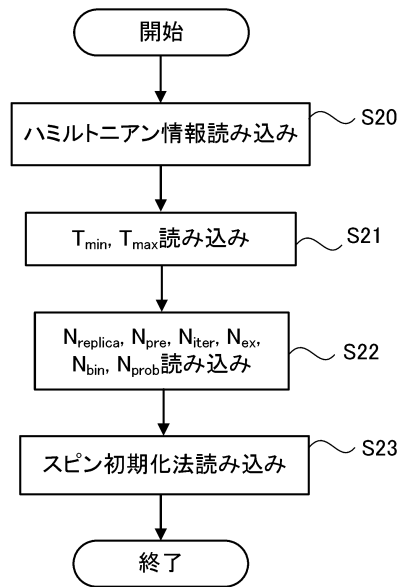 開始
ハミルトニアン情報読み込み
S20
Tmin, Tmax読み込み
S21
Nreplica, Npre, Niter, Nex,
Nbin, Nprob読み込み
S22
スピン初期化法読み込み
S23
終了